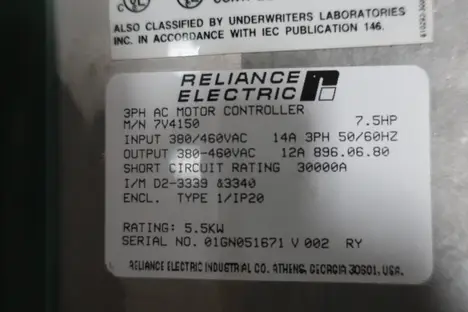 ALSO CLASSIFIED BY UNDERWRITERS LABORATORIES
INC. IN ACCORDANCE WITH IEC PUBLICATION 146.
RELIANCE
ELECTRIC
3PH AC MOTOR CONTROLLER
M/N 7V4150 7.5HP
INPUT 380/460VAC 14A 3PH 50/60HZ
OUTPUT 380-460VAC 12A 896.06.80
SHORT CIRCUIT RATING 30000A
I/M D2-3339 &3340
ENCL. TYPE 1/IP20
RATING: 5.5KW
SERIAL NO. 01GN051671 V 002 RY
RELIANCE ELECTRIC INDUSTRIAL CO. ATHENS, GEORGIA 30601, USA.